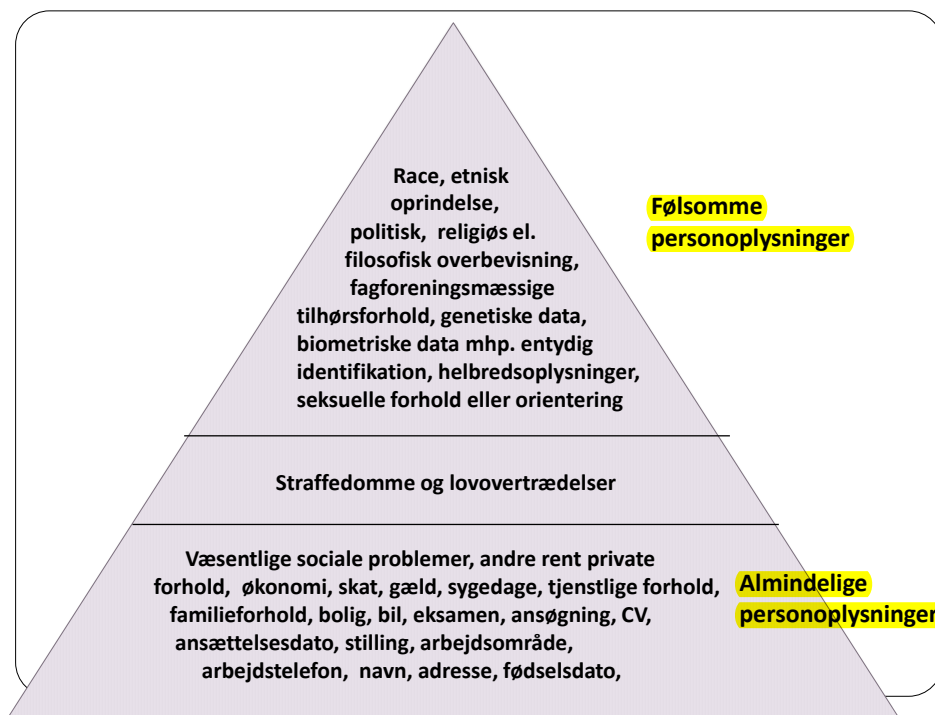 Race, etnisk
oprindelse,
politisk, religiøs el.
filosofisk overbevisning,
fagforeningsmæssige
tilhørsforhold, genetiske data,
biometriske data mhp. entydig
identifikation, helbredsoplysninger,
seksuelle forhold eller orientering
Følsomme
personoplysninger
Straffedomme og lovovertrædelser
Væsentlige sociale problemer, andre rent private
forhold, økonomi, skat, gæld, sygedage, tjenstlige forhold,
familieforhold, bolig, bil, eksamen, ansøgning, CV,
ansættelsesdato, stilling, arbejdsområde,
arbejdstelefon, navn, adresse, fødselsdato,
Almindelige
personoplysninger